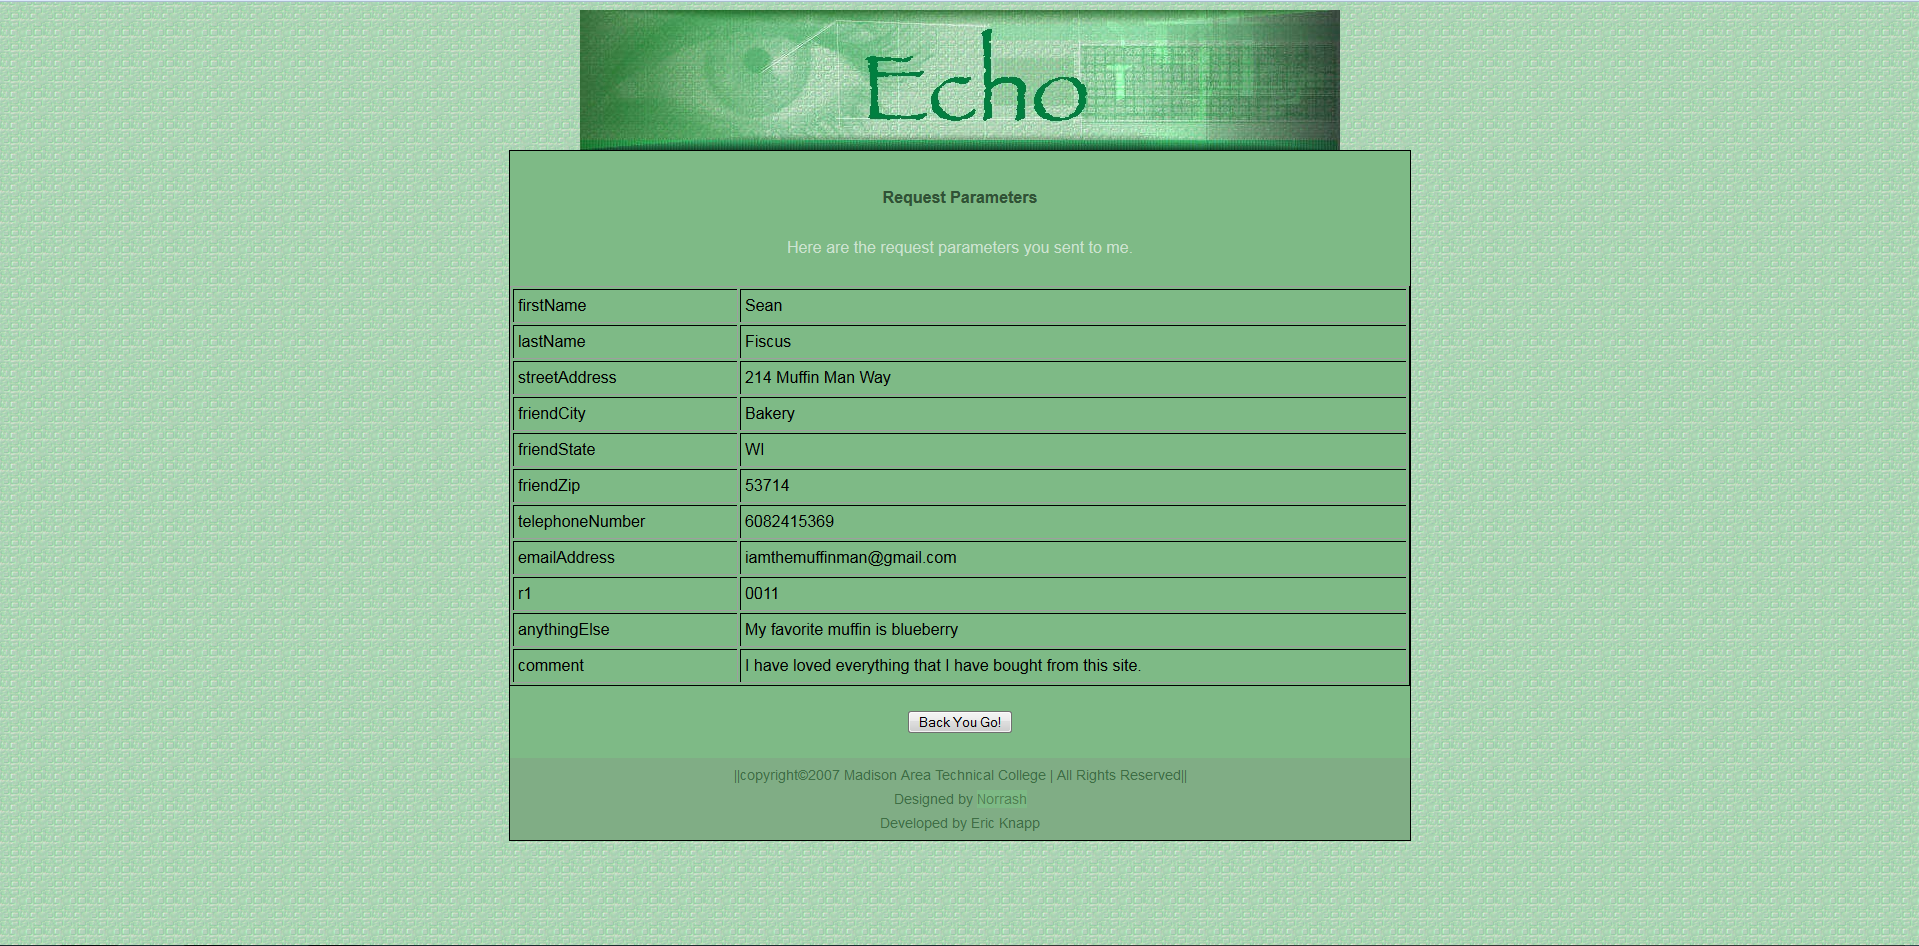 Echo
Request Parameters
Here are the request parameters you sent to me.
firstName Sean
lastName Fiscus
streetAddress 214 Muffin Man Way
friendCity Bakery
friendState WI
friendZip 53714
telephoneNumber 6082415369
emailAddress iamthemuffinman@gmail.com
r1 0011
anythingElse My favorite muffin is blueberry
comment I have loved everything that I have bought from this site.
Back You Go!
||copyright©2007 Madison Area Technical College | All Rights Reserved||
Designed by Norrash
Developed by Eric Knapp